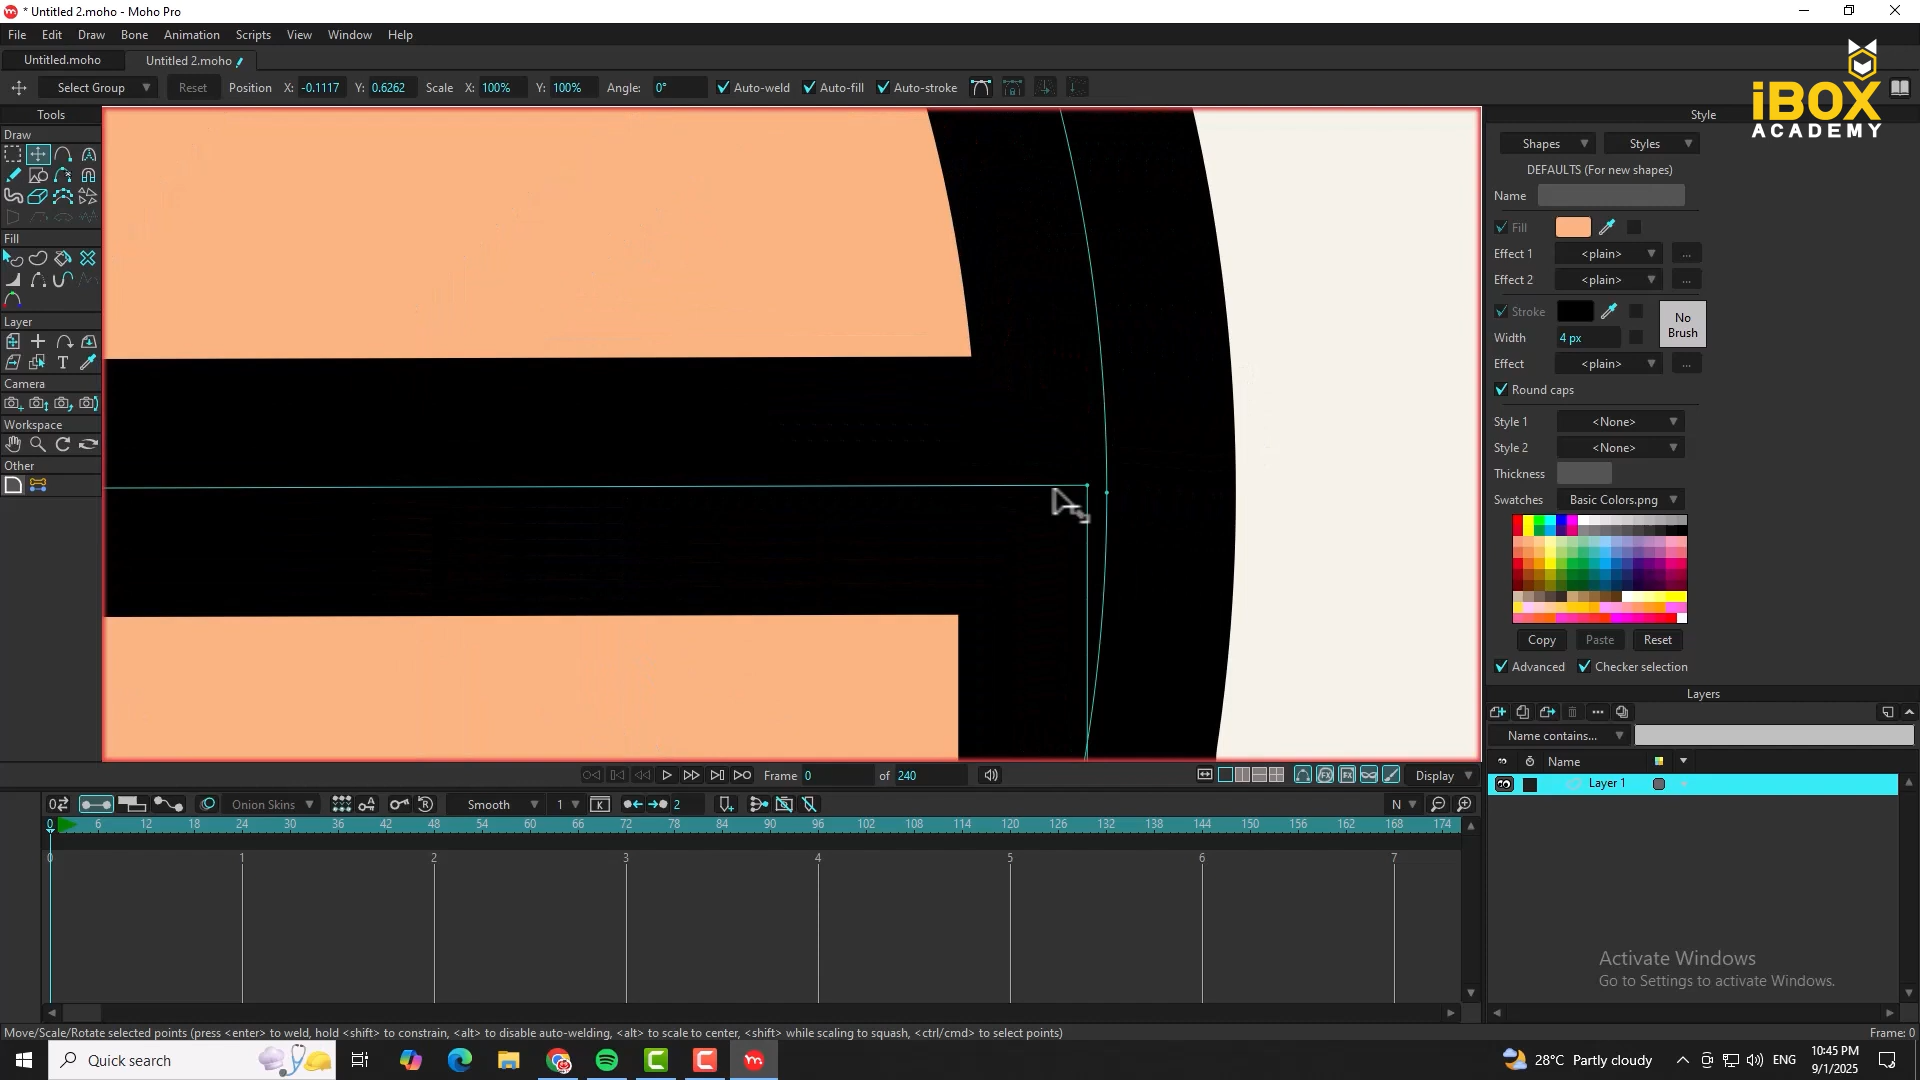 * Untitled 2.moho - Moho Pro
File Edit Draw Bone Animation Scripts View Window Help
Untitled.moho Untitled 2.moho
Select Group Reset Position X: -0.1117 Y: 0.6262 Scale X: 100% Y: 100% Angle: 0° Auto-weld Auto-fill Auto-stroke
iBOX
ACADEMY
Tools
Draw
Fill
Layer
Camera
Workspace
Other
Style
Shapes Styles
DEFAULTS (For new shapes)
Name
Fill
Effect 1 <plain> ...
Effect 2 <plain> ...
Stroke
No Brush
Width 4 px
Effect <plain> ...
Round caps
Style 1 <None>
Style 2 <None>
Thickness
Swatches Basic Colors.png
Copy Paste Reset
Advanced Checker selection
Layers
Name contains...
Name
Layer 1
Frame 0 of 240 Display
Onion Skins Smooth 1 K 2 N
0 6 12 18 24 30 36 42 48 54 60 66 72 78 84 90 96 102 108 114 120 126 132 138 144 150 156 162 168 174
0 1 2 3 4 5 6 7
Activate Windows
Go to Settings to activate Windows.
Move/Scale/Rotate selected points (press <enter> to weld, hold <shift> to constrain, <alt> to disable auto-welding, <alt> to scale to center, <shift> while scaling to squash, <ctrl/cmd> to select points) Frame: 0
Quick search 28°C Partly cloudy ENG 10:45 PM
9/1/2025